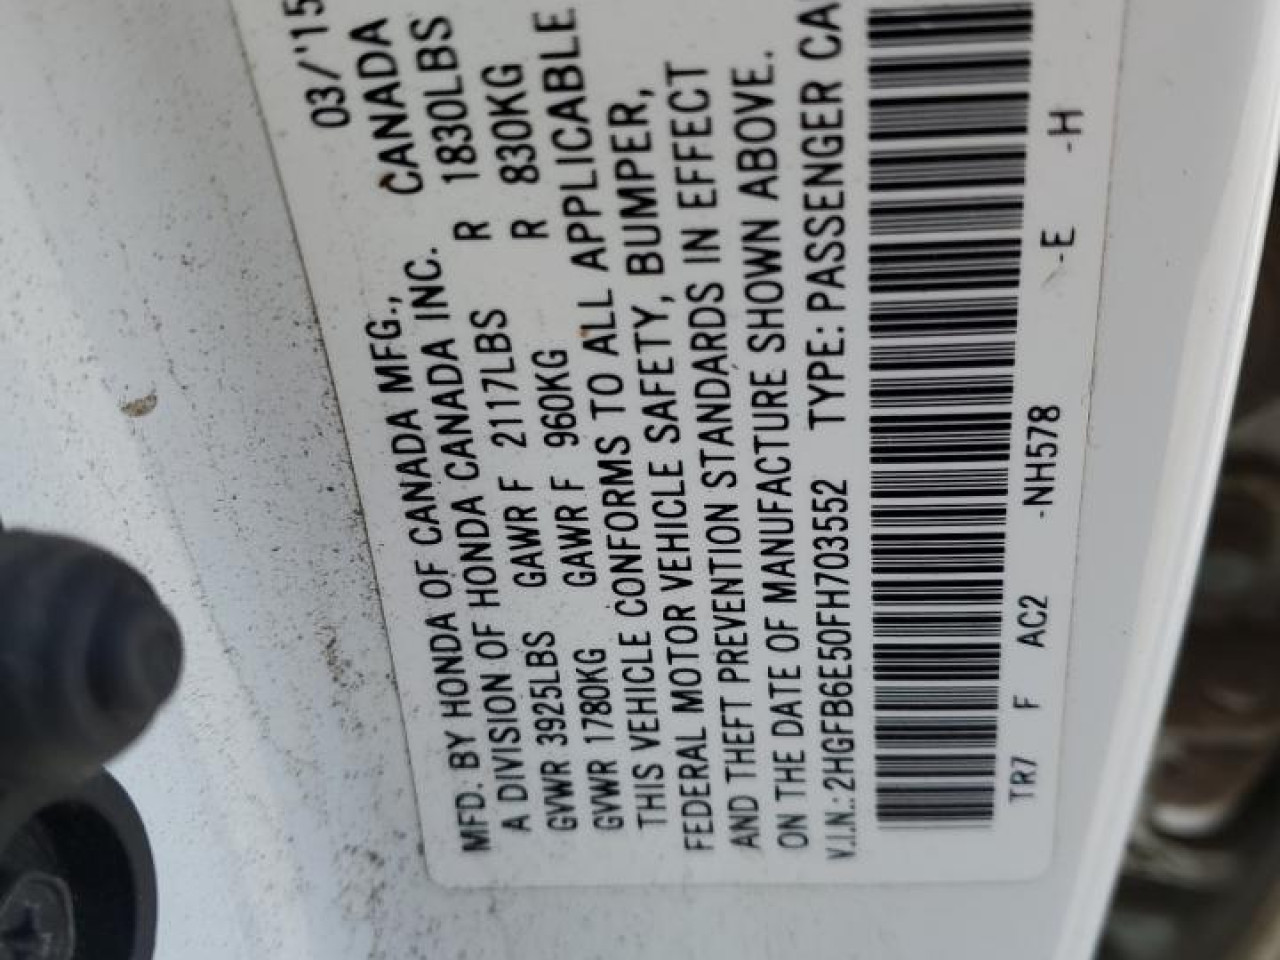 MFD. BY HONDA OF CANADA MFG., CANADA 03/'15
A DIVISION OF HONDA CANADA INC.
GVWR 3925LBS GAWR F 2117LBS R 1830LBS
GVWR 1780KG GAWR F 960KG R 830KG
THIS VEHICLE CONFORMS TO ALL APPLICABLE
FEDERAL MOTOR VEHICLE SAFETY, BUMPER,
AND THEFT PREVENTION STANDARDS IN EFFECT
ON THE DATE OF MANUFACTURE SHOWN ABOVE.
V.I.N.: 2HGFB6E50FH703552 TYPE: PASSENGER CA
TR7 F AC2 -NH578 -E -H